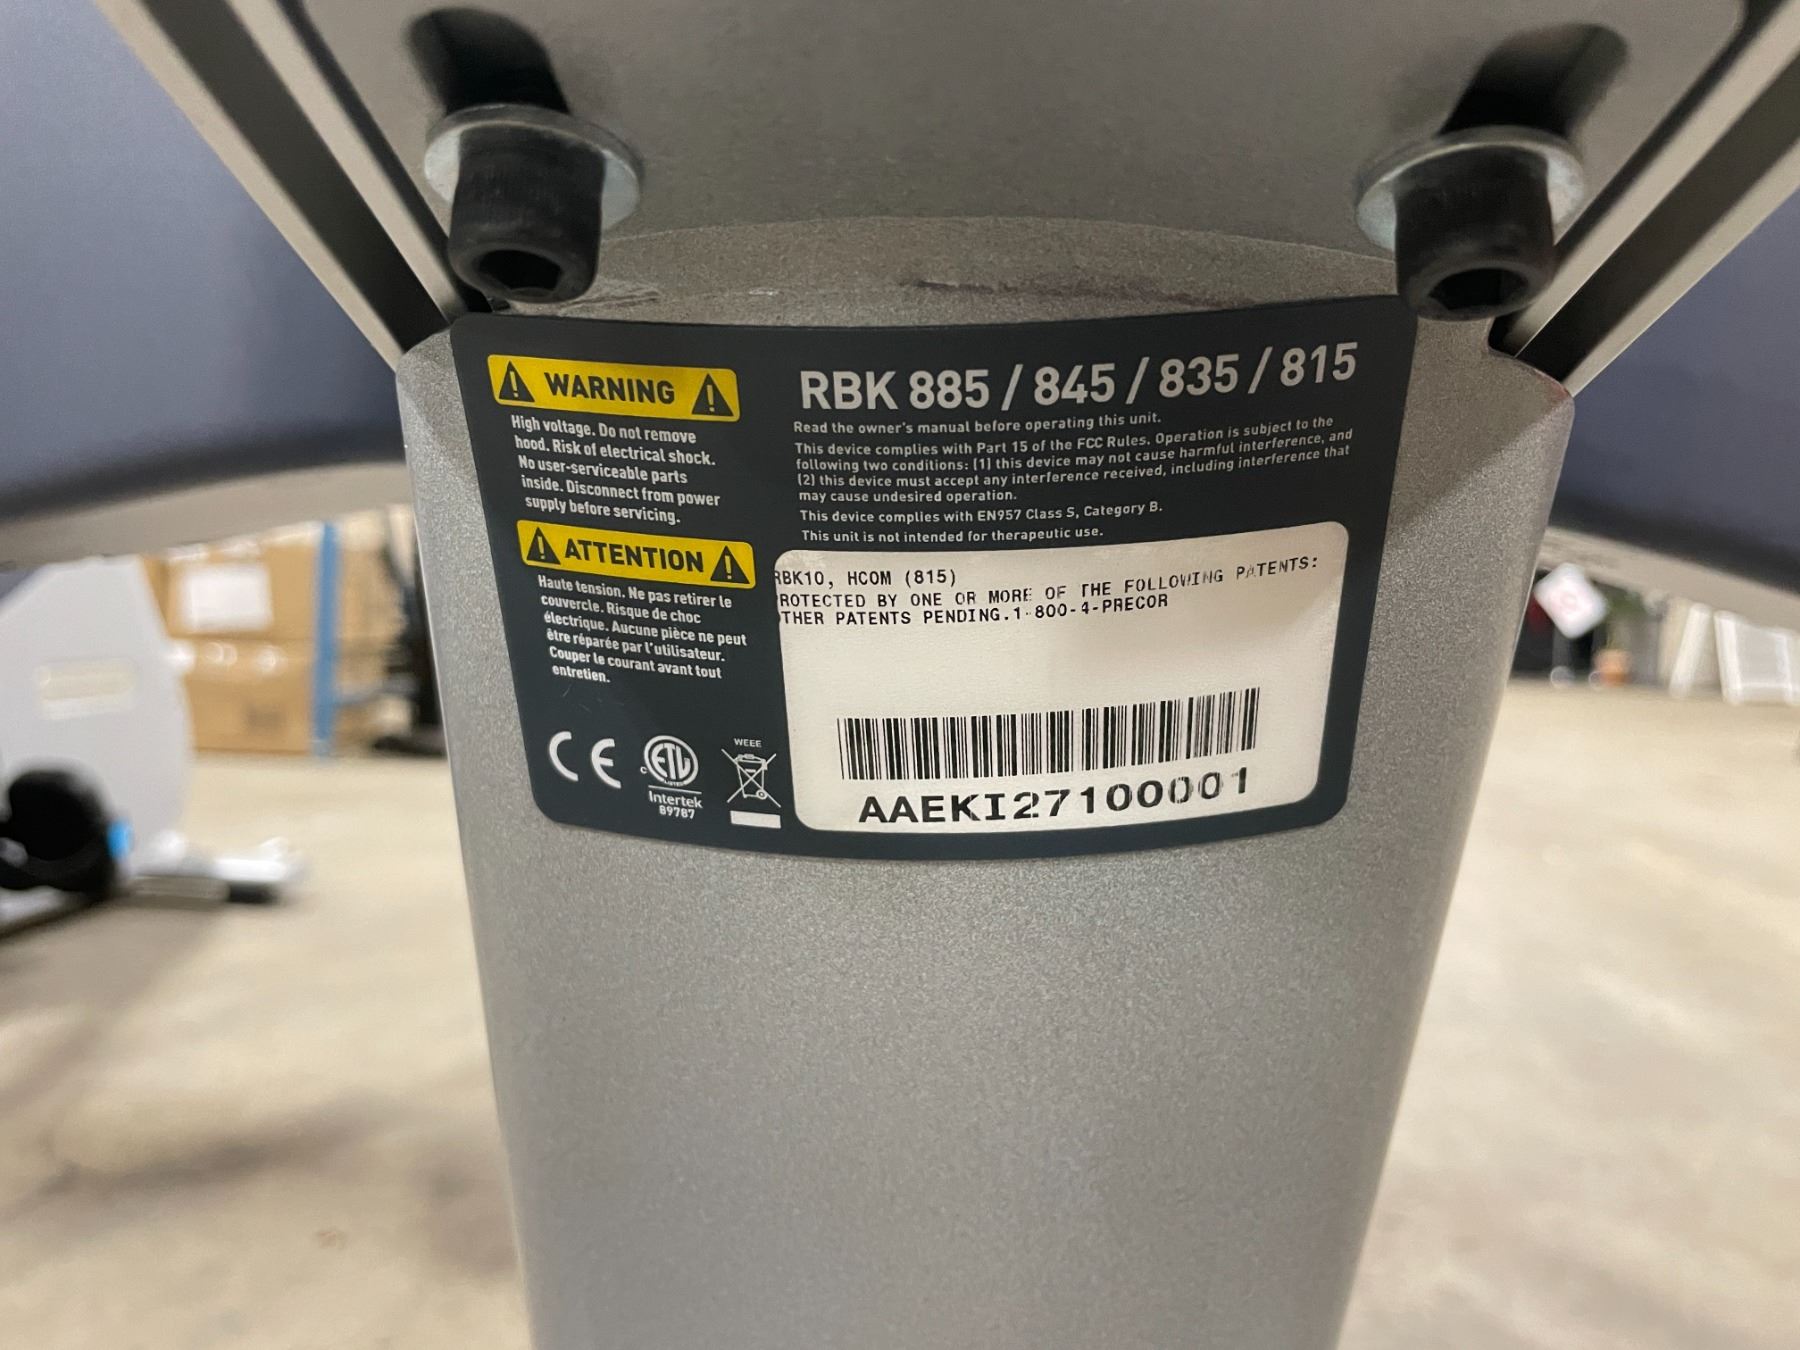 WARNING
High voltage. Do not remove
hood. Risk of electrical shock.
No user-serviceable parts
inside. Disconnect from power
supply before servicing.
ATTENTION
Haute tension. Ne pas retirer le
couvercle. Risque de choc
électrique. Aucune pièce ne peut
être réparée par l'utilisateur.
Couper le courant avant tout
entretien.
CE
ETL
C LISTED
Intertek
89787
WEEE
RBK 885 / 845 / 835 / 815
Read the owner's manual before operating this unit.
This device complies with Part 15 of the FCC Rules. Operation is subject to the
following two conditions: (1) this device may not cause harmful interference, and
(2) this device must accept any interference received, including interference that
may cause undesired operation.
This device complies with EN957 Class S, Category B.
This unit is not intended for therapeutic use.
RBK10, HCOM (815)
ROTECTED BY ONE OR MORE OF THE FOLLOWING PATENTS:
THER PATENTS PENDING.1-800-4-PRECOR
AAEKI27100001